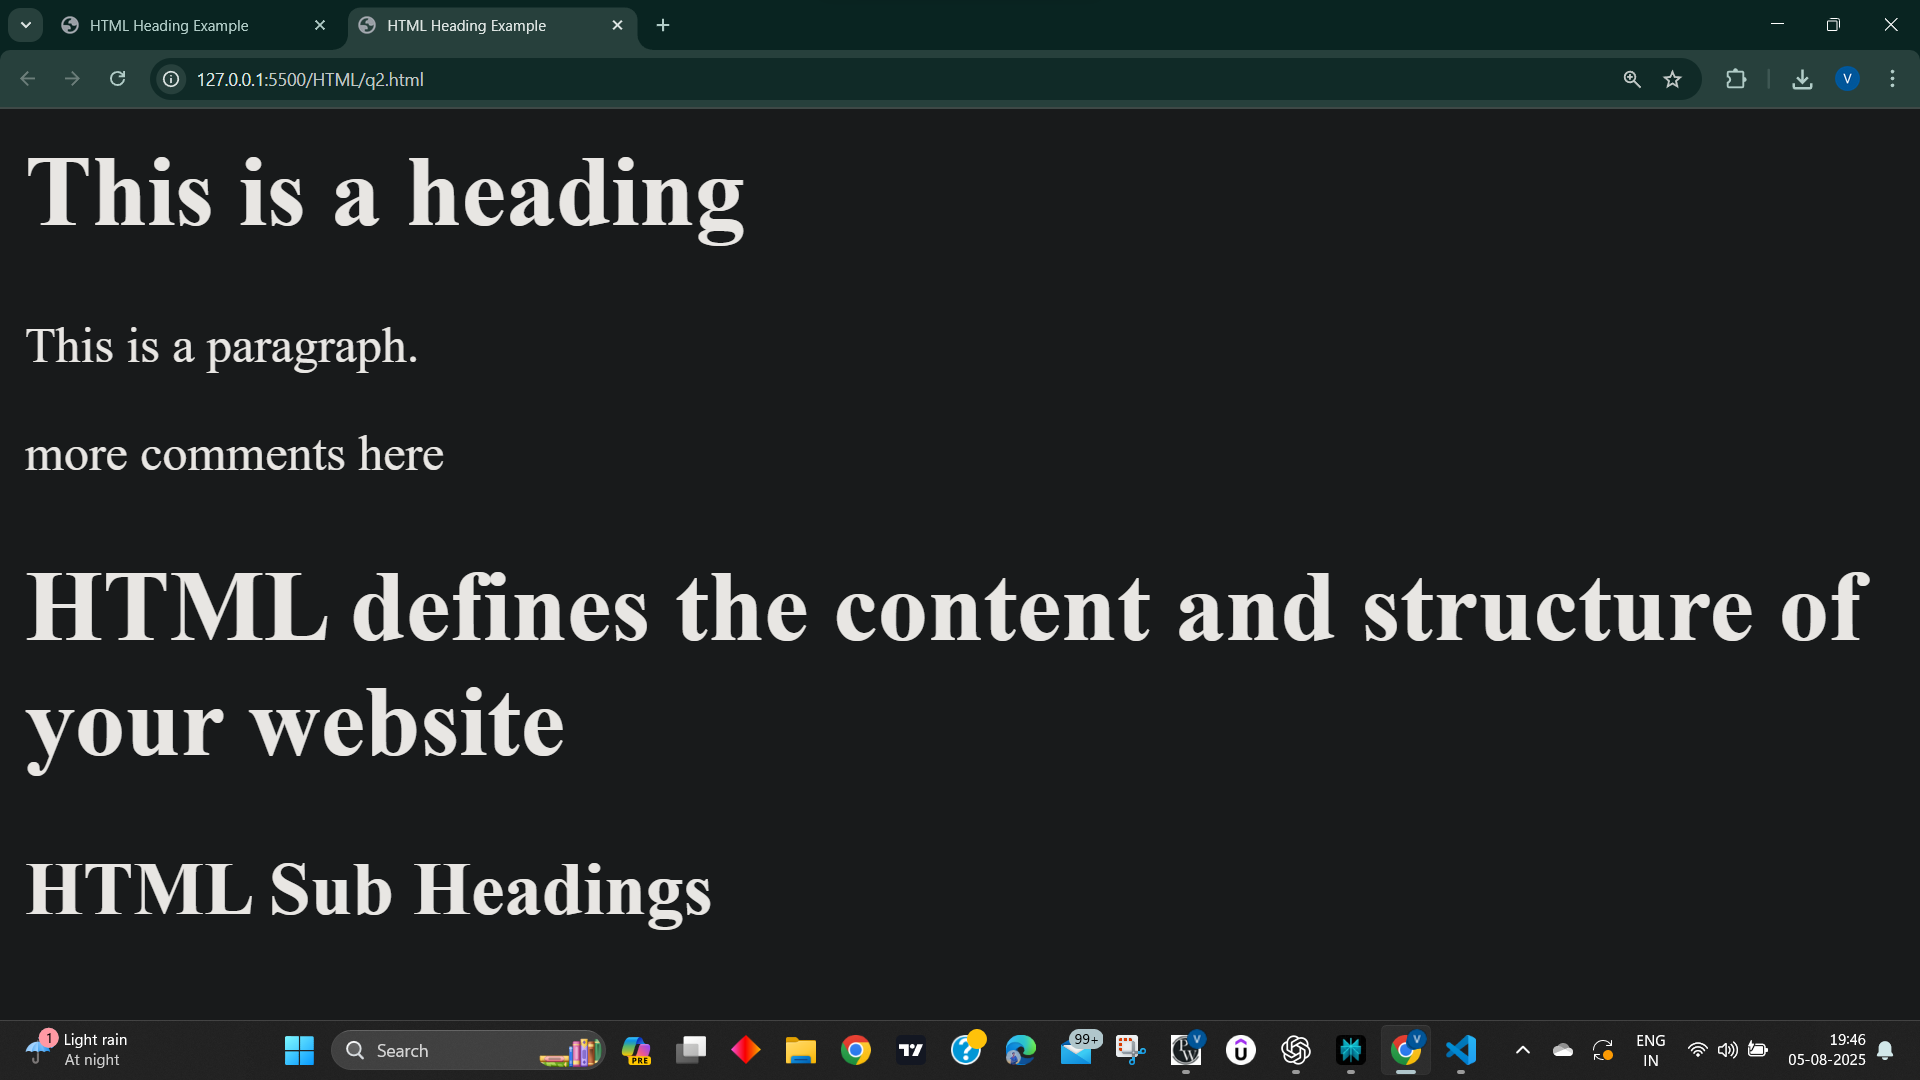 HTML Heading Example
HTML Heading Example
127.0.0.1:5500/HTML/q2.html
V
This is a heading
This is a paragraph.
more comments here
HTML defines the content and structure of
your website
HTML Sub Headings
1
Light rain
At night
Search
PRE
99+
V
PW
V
ENG
IN
19:46
05-08-2025